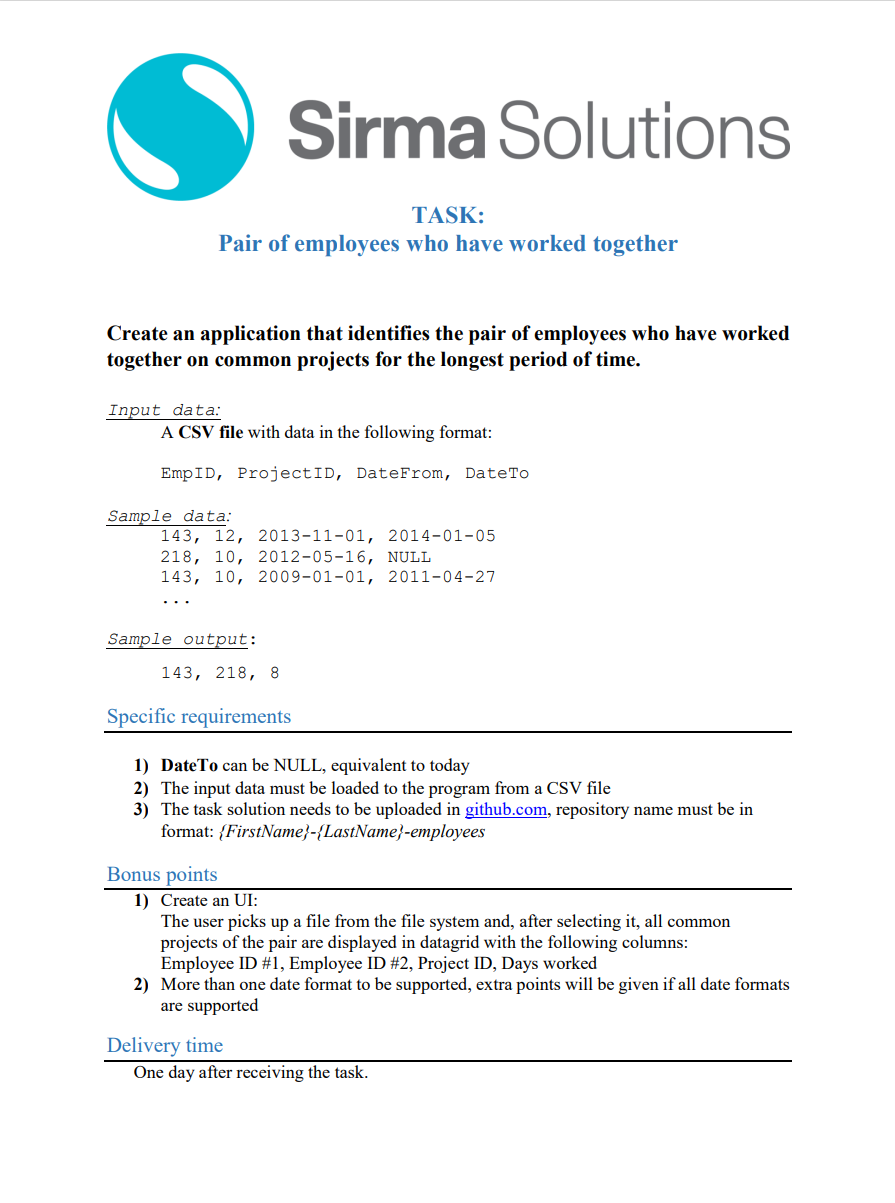 Sirma Solutions
TASK:
Pair of employees who have worked together
Create an application that identifies the pair of employees who have worked
together on common projects for the longest period of time.
Input data:
A CSV file with data in the following format:
EmpID, ProjectID, DateFrom, DateTo
Sample data:
143, 12, 2013-11-01, 2014-01-05
218, 10, 2012-05-16, NULL
143, 10, 2009-01-01, 2011-04-27
...
Sample output:
143, 218, 8
Specific requirements
1) DateTo can be NULL, equivalent to today
2) The input data must be loaded to the program from a CSV file
3) The task solution needs to be uploaded in github.com, repository name must be in
format: {FirstName}-{LastName}-employees
Bonus points
1) Create an UI:
The user picks up a file from the file system and, after selecting it, all common
projects of the pair are displayed in datagrid with the following columns:
Employee ID #1, Employee ID #2, Project ID, Days worked
2) More than one date format to be supported, extra points will be given if all date formats
are supported
Delivery time
One day after receiving the task.